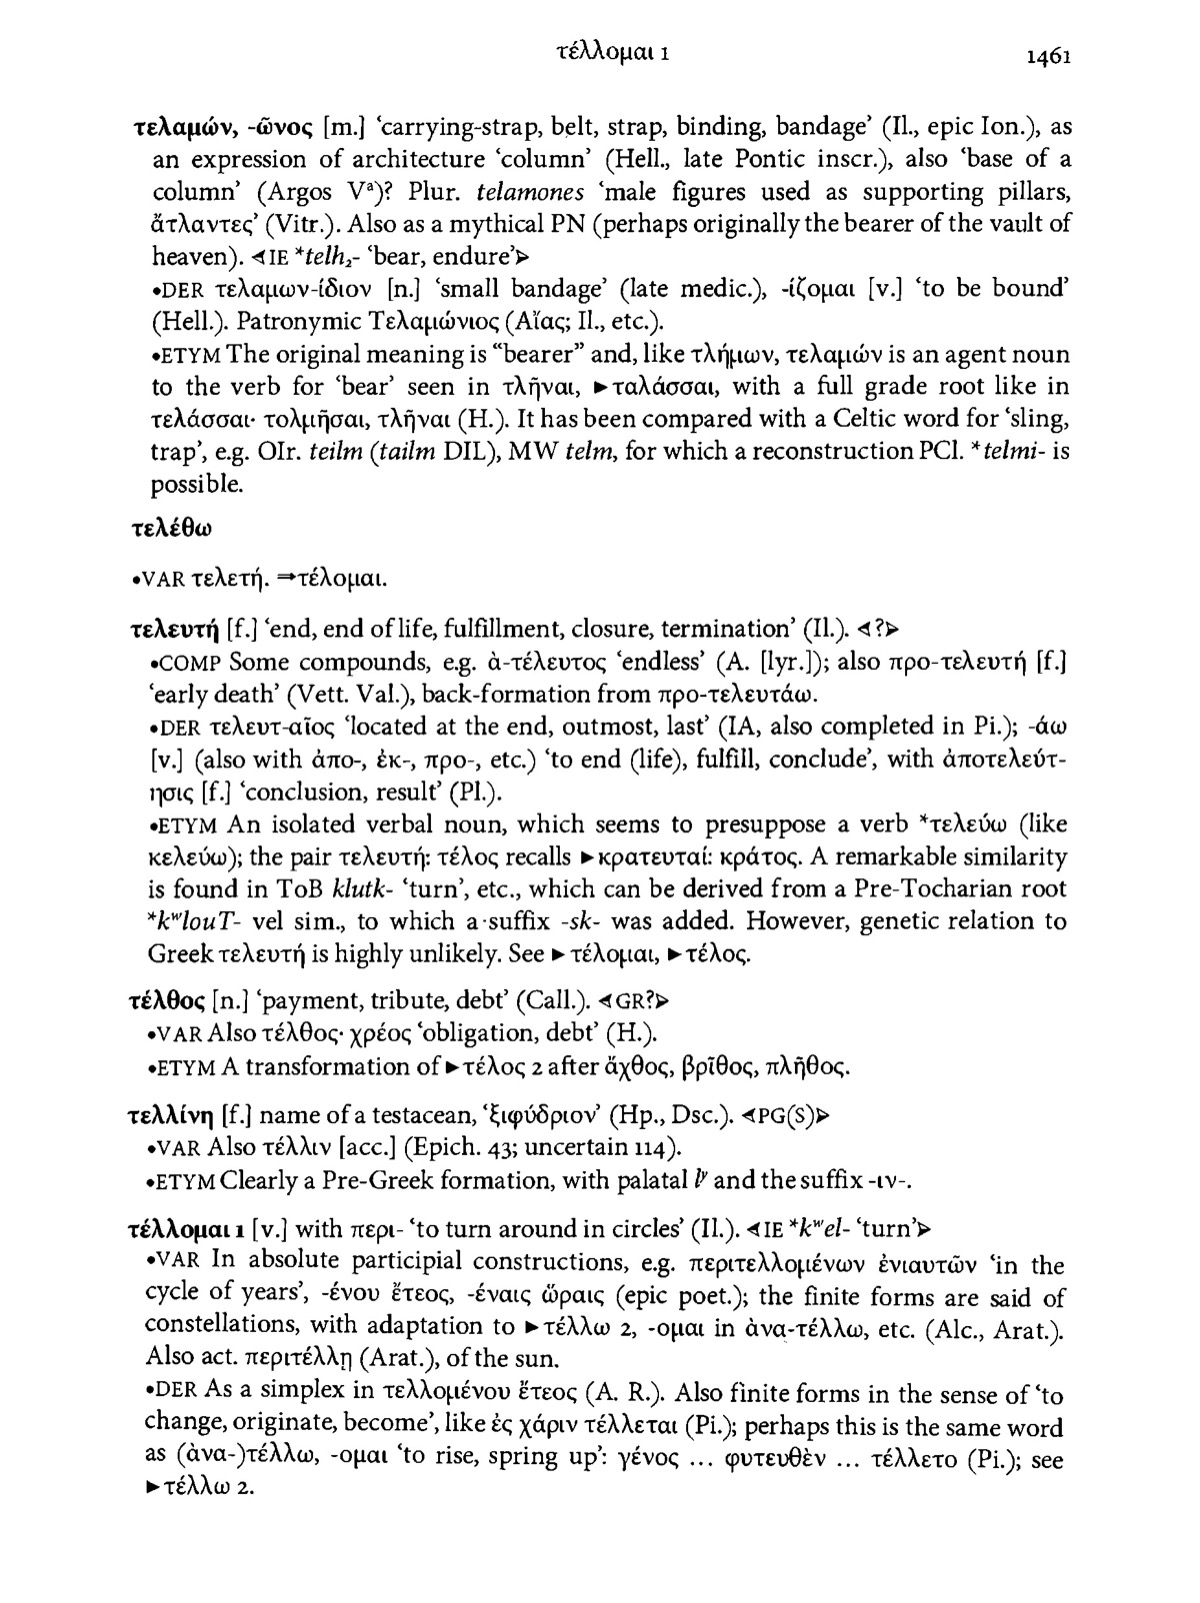 τέλλομαι 1
1461
τελαμών, -ῶνος [m.] ‘carrying-strap, belt, strap, binding, bandage’ (Il., epic Ion.), as
an expression of architecture ‘column’ (Hell., late Pontic inscr.), also ‘base of a
column’ (Argos Vᵃ)? Plur. telamones ‘male figures used as supporting pillars,
ἄτλαντες’ (Vitr.). Also as a mythical PN (perhaps originally the bearer of the vault of
heaven). ⊲IE *telh₂- ‘bear, endure’⊳
•DER τελαμων-ίδιον [n.] ‘small bandage’ (late medic.), -ίζομαι [v.] ‘to be bound’
(Hell.). Patronymic Τελαμώνιος (Αἴας; Il., etc.).
•ETYM The original meaning is “bearer” and, like τλήμων, τελαμών is an agent noun
to the verb for ‘bear’ seen in τλῆναι, ►ταλάσσαι, with a full grade root like in
τελάσσαι· τολμῆσαι, τλῆναι (H.). It has been compared with a Celtic word for ‘sling,
trap’, e.g. OIr. teilm (tailm DIL), MW telm, for which a reconstruction PCl. *telmi- is
possible.
τελέθω
•VAR τελετή. ⇒τέλομαι.
τελευτή [f.] ‘end, end of life, fulfillment, closure, termination’ (Il.). ⊲?⊳
•COMP Some compounds, e.g. ἀ-τέλευτος ‘endless’ (A. [lyr.]); also προ-τελευτή [f.]
‘early death’ (Vett. Val.), back-formation from προ-τελευτάω.
•DER τελευτ-αῖος ‘located at the end, outmost, last’ (IA, also completed in Pi.); -άω
[v.] (also with ἀπο-, ἐκ-, προ-, etc.) ‘to end (life), fulfill, conclude’, with ἀποτελεύτ-
ησις [f.] ‘conclusion, result’ (Pl.).
•ETYM An isolated verbal noun, which seems to presuppose a verb *τελεύω (like
κελεύω); the pair τελευτή: τέλος recalls ►κρατευταί: κράτος. A remarkable similarity
is found in ToB klutk- ‘turn’, etc., which can be derived from a Pre-Tocharian root
*kʷlouT- vel sim., to which a suffix -sk- was added. However, genetic relation to
Greek τελευτή is highly unlikely. See ►τέλομαι, ►τέλος.
τέλθος [n.] ‘payment, tribute, debt’ (Call.). ⊲GR?⊳
•VAR Also τέλθος· χρέος ‘obligation, debt’ (H.).
•ETYM A transformation of ►τέλος 2 after ἄχθος, βρῖθος, πλῆθος.
τελλίνη [f.] name of a testacean, ‘ξιφύδριον’ (Hp., Dsc.). ⊲PG(S)⊳
•VAR Also τέλλιν [acc.] (Epich. 43; uncertain 114).
•ETYM Clearly a Pre-Greek formation, with palatal lʸ and the suffix -ιν-.
τέλλομαι 1 [v.] with περι- ‘to turn around in circles’ (Il.). ⊲IE *kʷel- ‘turn’⊳
•VAR In absolute participial constructions, e.g. περιτελλομένων ἐνιαυτῶν ‘in the
cycle of years’, -ένου ἔτεος, -έναις ὥραις (epic poet.); the finite forms are said of
constellations, with adaptation to ►τέλλω 2, -ομαι in ἀνα-τέλλω, etc. (Alc., Arat.).
Also act. περιτέλλῃ (Arat.), of the sun.
•DER As a simplex in τελλομένου ἔτεος (A. R.). Also finite forms in the sense of ‘to
change, originate, become’, like ἐς χάριν τέλλεται (Pi.); perhaps this is the same word
as (ἀνα-)τέλλω, -ομαι ‘to rise, spring up’: γένος ... φυτευθὲν ... τέλλετο (Pi.); see
►τέλλω 2.